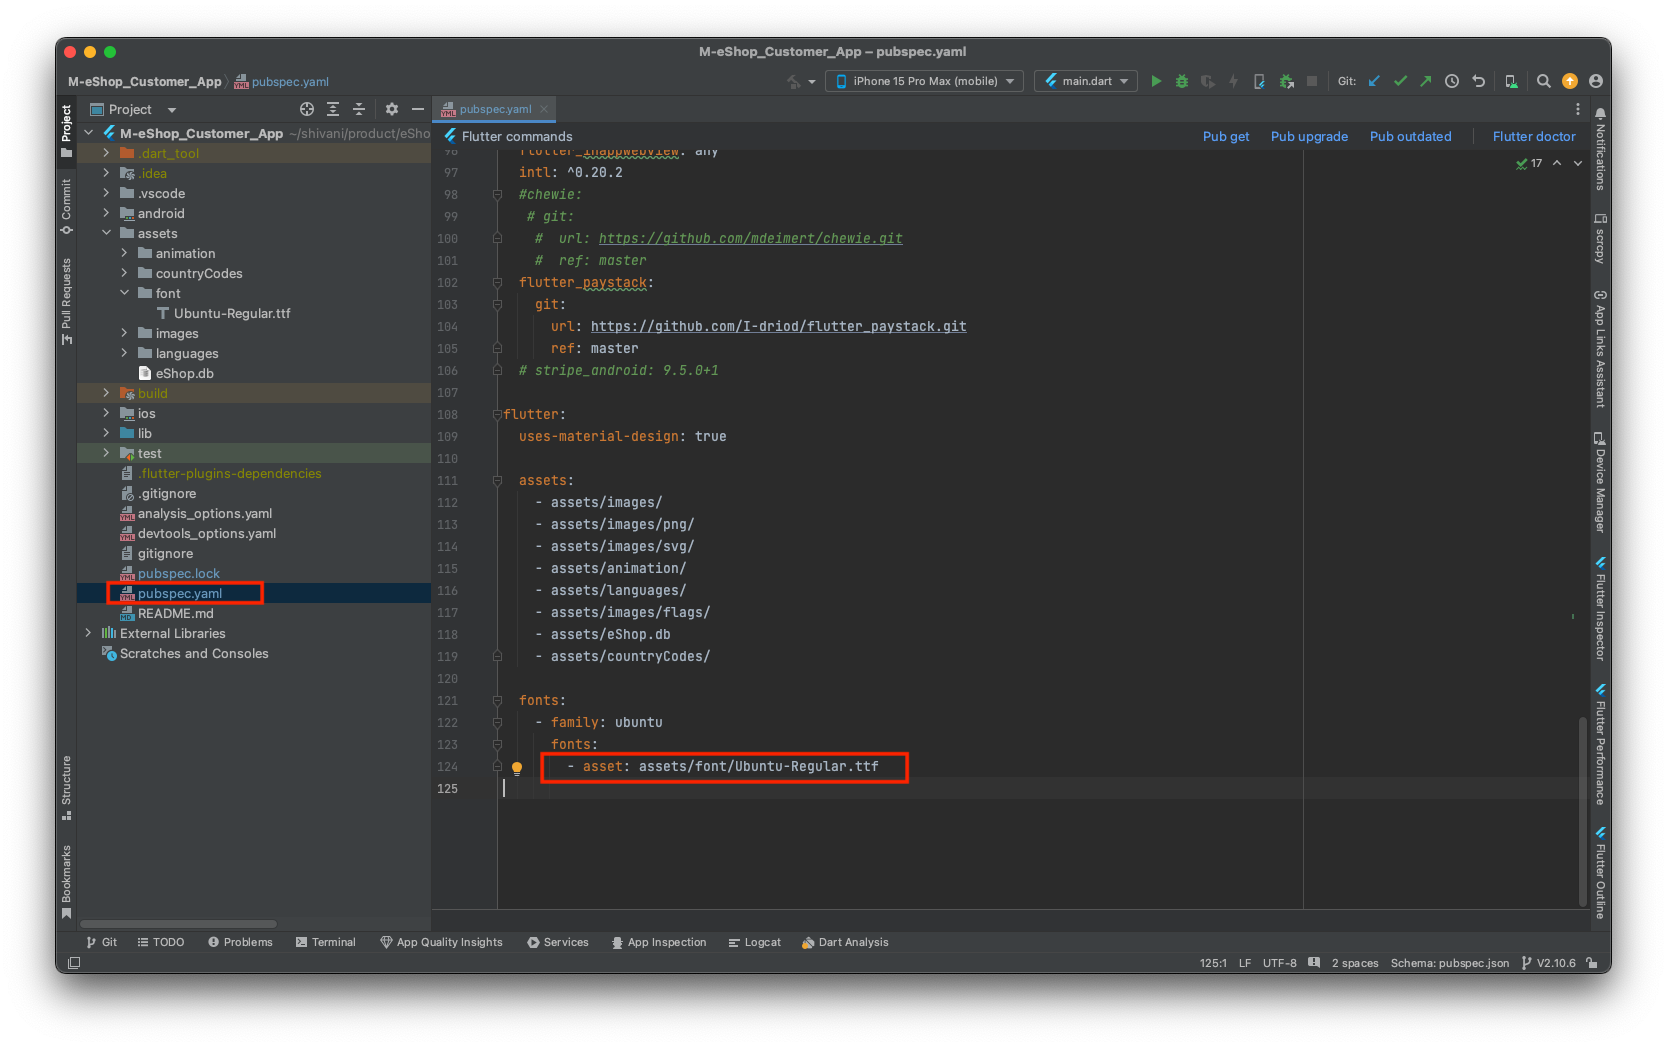 M-eShop_Customer_App – pubspec.yaml
M-eShop_Customer_App pubspec.yaml
iPhone 15 Pro Max (mobile) main.dart Git:
Project
pubspec.yaml
Project
Commit
Pull Requests
Structure
Bookmarks
M-eShop_Customer_App ~/shivani/product/eSho
.dart_tool
.idea
.vscode
android
assets
animation
countryCodes
font
Ubuntu-Regular.ttf
images
languages
eShop.db
build
ios
lib
test
.flutter-plugins-dependencies
.gitignore
analysis_options.yaml
devtools_options.yaml
gitignore
pubspec.lock
pubspec.yaml
README.md
External Libraries
Scratches and Consoles
Flutter commands Pub get Pub upgrade Pub outdated Flutter doctor
17
96 flutter_inappwebview: any
97 intl: ^0.20.2
98 #chewie:
99 # git:
100 # url: https://github.com/mdeimert/chewie.git
101 # ref: master
102 flutter_paystack:
103 git:
104 url: https://github.com/I-driod/flutter_paystack.git
105 ref: master
106 # stripe_android: 9.5.0+1
107
108 flutter:
109 uses-material-design: true
110
111 assets:
112 - assets/images/
113 - assets/images/png/
114 - assets/images/svg/
115 - assets/animation/
116 - assets/languages/
117 - assets/images/flags/
118 - assets/eShop.db
119 - assets/countryCodes/
120
121 fonts:
122 - family: ubuntu
123 fonts:
124 - asset: assets/font/Ubuntu-Regular.ttf
125
Notifications
scrcpy
App Links Assistant
Device Manager
Flutter Inspector
Flutter Performance
Flutter Outline
Git TODO Problems Terminal App Quality Insights Services App Inspection Logcat Dart Analysis
125:1 LF UTF-8 2 spaces Schema: pubspec.json V2.10.6